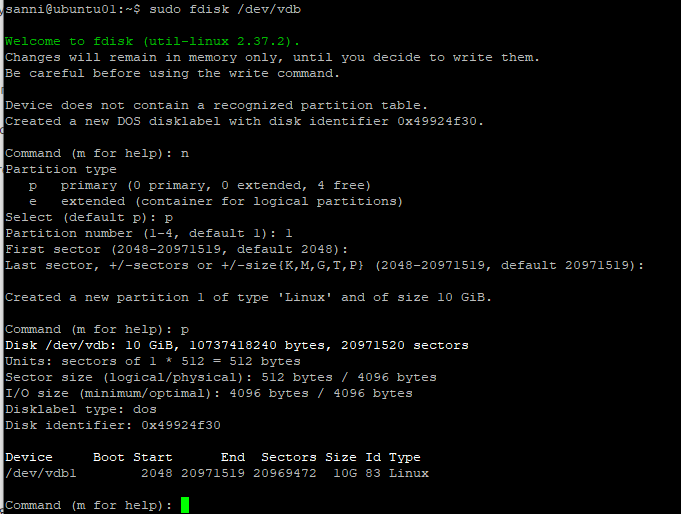 sanni@ubuntu01:~$ sudo fdisk /dev/vdb
Welcome to fdisk (util-linux 2.37.2).
Changes will remain in memory only, until you decide to write them.
Be careful before using the write command.
Device does not contain a recognized partition table.
Created a new DOS disklabel with disk identifier 0x49924f30.
Command (m for help): n
Partition type
   p   primary (0 primary, 0 extended, 4 free)
   e   extended (container for logical partitions)
Select (default p): p
Partition number (1-4, default 1): 1
First sector (2048-20971519, default 2048):
Last sector, +/-sectors or +/-size{K,M,G,T,P} (2048-20971519, default 20971519):
Created a new partition 1 of type 'Linux' and of size 10 GiB.
Command (m for help): p
Disk /dev/vdb: 10 GiB, 10737418240 bytes, 20971520 sectors
Units: sectors of 1 * 512 = 512 bytes
Sector size (logical/physical): 512 bytes / 4096 bytes
I/O size (minimum/optimal): 4096 bytes / 4096 bytes
Disklabel type: dos
Disk identifier: 0x49924f30
Device     Boot Start      End  Sectors Size Id Type
/dev/vdb1        2048 20971519 20969472  10G 83 Linux
Command (m for help):